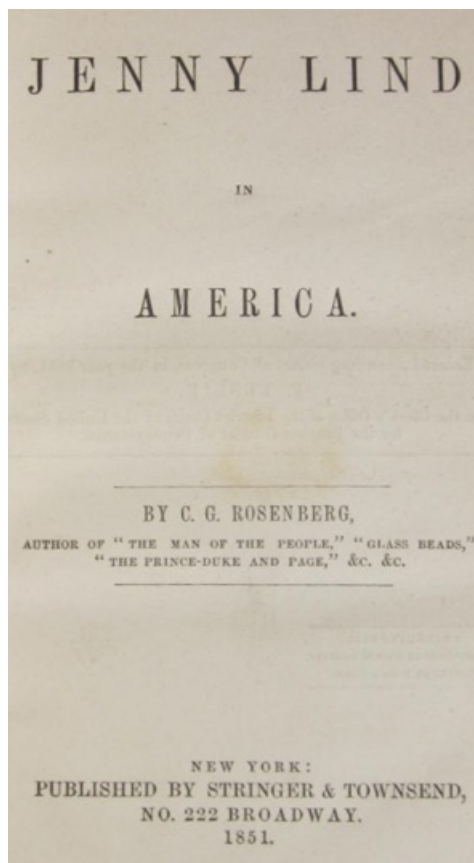 JENNY LIND
IN
AMERICA.
BY C. G. ROSENBERG,
AUTHOR OF "THE MAN OF THE PEOPLE," "GLASS BEADS,"
"THE PRINCE-DUKE AND PAGE," &C. &C.
NEW YORK:
PUBLISHED BY STRINGER & TOWNSEND,
NO. 222 BROADWAY.
1851.